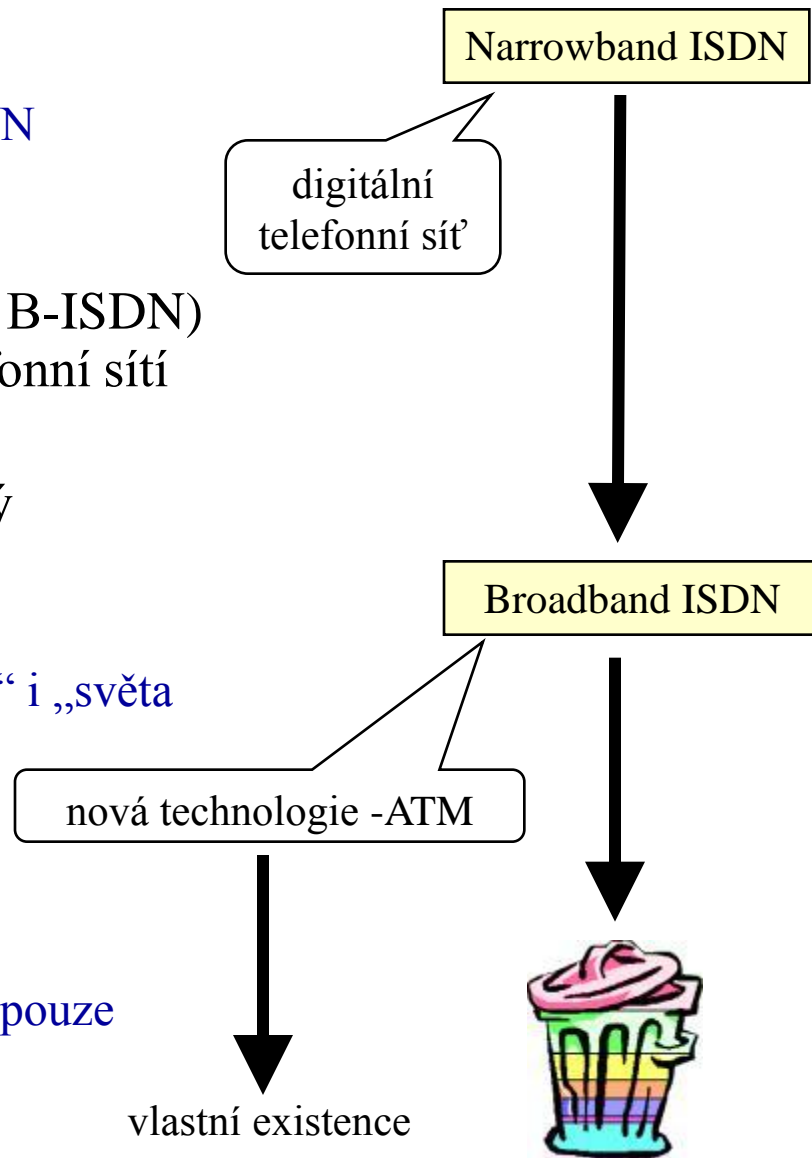 Narrowband ISDN
N
digitální
telefonní síť
B-ISDN)
fonní sítí
ý
Broadband ISDN
“ i „světa
nová technologie -ATM
pouze
vlastní existence